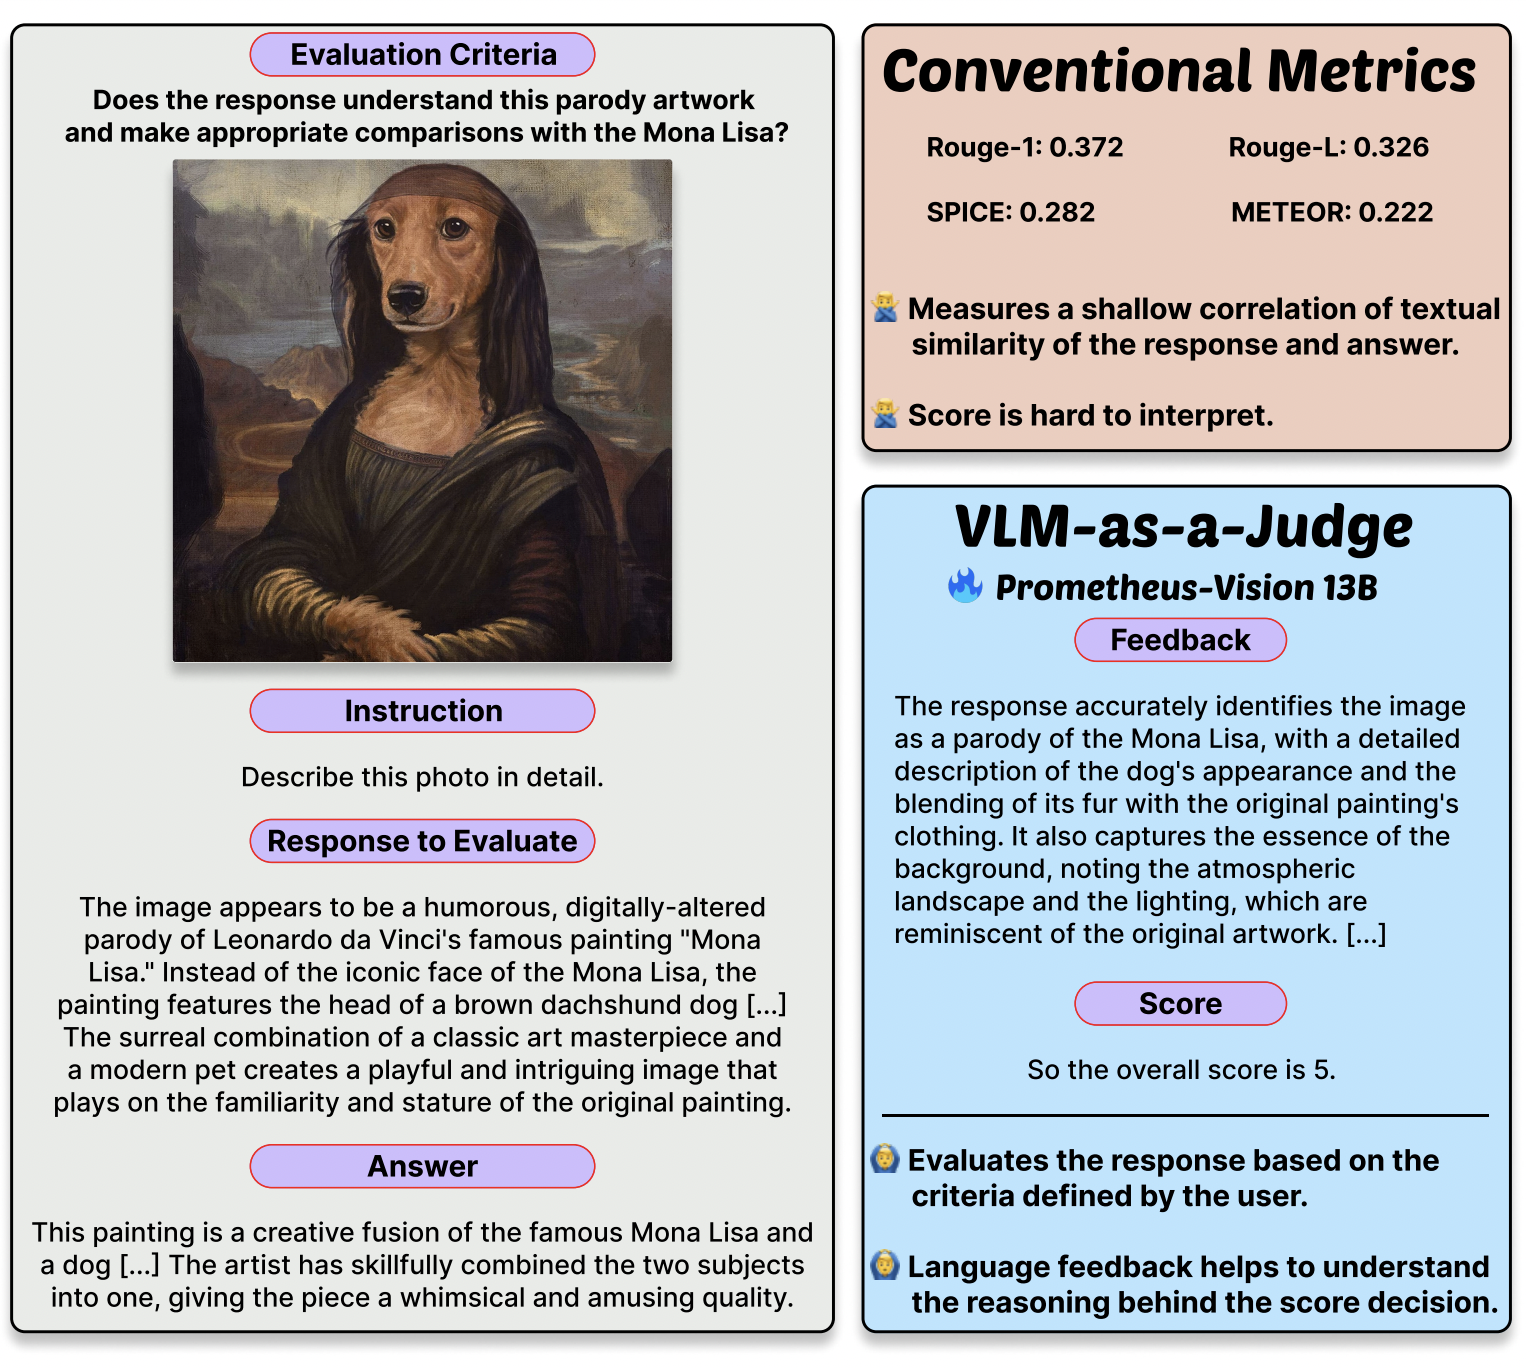 Evaluation Criteria
Does the response understand this parody artwork
and make appropriate comparisons with the Mona Lisa?
Instruction
Describe this photo in detail.
Response to Evaluate
The image appears to be a humorous, digitally-altered
parody of Leonardo da Vinci's famous painting "Mona
Lisa." Instead of the iconic face of the Mona Lisa, the
painting features the head of a brown dachshund dog [...]
The surreal combination of a classic art masterpiece and
a modern pet creates a playful and intriguing image that
plays on the familiarity and stature of the original painting.
Answer
This painting is a creative fusion of the famous Mona Lisa and
a dog [...] The artist has skillfully combined the two subjects
into one, giving the piece a whimsical and amusing quality.
Conventional Metrics
Rouge-1: 0.372 Rouge-L: 0.326
SPICE: 0.282 METEOR: 0.222
Measures a shallow correlation of textual
similarity of the response and answer.
Score is hard to interpret.
VLM-as-a-Judge
Prometheus-Vision 13B
Feedback
The response accurately identifies the image
as a parody of the Mona Lisa, with a detailed
description of the dog's appearance and the
blending of its fur with the original painting's
clothing. It also captures the essence of the
background, noting the atmospheric
landscape and the lighting, which are
reminiscent of the original artwork. [...]
Score
So the overall score is 5.
Evaluates the response based on the
criteria defined by the user.
Language feedback helps to understand
the reasoning behind the score decision.